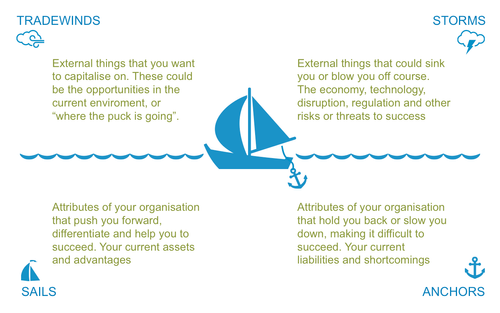 TRADEWINDS
External things that you want
to capitalise on. These could
be the opportunities in the
current enviroment, or
“where the puck is going”.
STORMS
External things that could sink
you or blow you off course.
The economy, technology,
disruption, regulation and other
risks or threats to success
Attributes of your organisation
that push you forward,
differentiate and help you to
succeed. Your current assets
and advantages
SAILS
Attributes of your organisation
that hold you back or slow you
down, making it difficult to
succeed. Your current
liabilities and shortcomings
ANCHORS